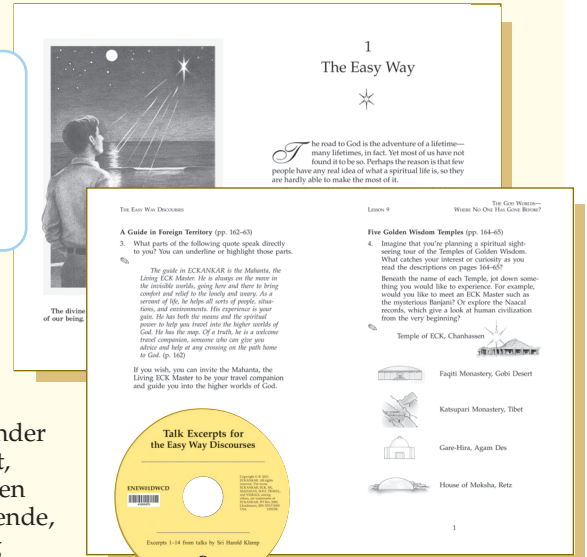 1
The Easy Way
The road to God is the adventure of a lifetime—
many lifetimes, in fact. Yet most of us have not
found it to be so. Perhaps the reason is that few
people have any real idea of what a spiritual life is, so they
are hardly able to make the most of it.
The divine
of our being.
THE EASY WAY DISCOURSES
A Guide in Foreign Territory (pp. 162–63)
3. What parts of the following quote speak directly
to you? You can underline or highlight those parts.
The guide in ECKANKAR is the Mahanta, the
Living ECK Master. He is always on the move in
the invisible worlds, going here and there to bring
comfort and relief to the lonely and weary. As a
servant of life, he helps all sorts of people, situa-
tions, and environments. His experience is your
gain. He has both the means and the spiritual
power to help you travel into the higher worlds of
God. He has the map. Of a truth, he is a welcome
travel companion, someone who can give you
advice and help at any crossing on the path home
to God. (p. 162)
If you wish, you can invite the Mahanta, the
Living ECK Master to be your travel companion
and guide you into the higher worlds of God.
Talk Excerpts for
the Easy Way Discourses
ENEW01DWCD
Excerpts 1–14 from talks by Sri Harold Klemp
LESSON 9
THE GOD WORLDS—
WHERE NO ONE HAS GONE BEFORE?
Five Golden Wisdom Temples (pp. 164–65)
4. Imagine that you're planning a spiritual sight-
seeing tour of the Temples of Golden Wisdom.
What catches your interest or curiosity as you
read the descriptions on pages 164–65?
Beneath the name of each Temple, jot down some-
thing you would like to experience. For example,
would you like to meet an ECK Master such as
the mysterious Banjani? Or explore the Naacal
records, which give a look at human civilization
from the very beginning?
Temple of ECK, Chanhassen
Faqiti Monastery, Gobi Desert
Katsupari Monastery, Tibet
Gare-Hira, Agam Des
House of Moksha, Retz
1
nder
t,
en
ende,